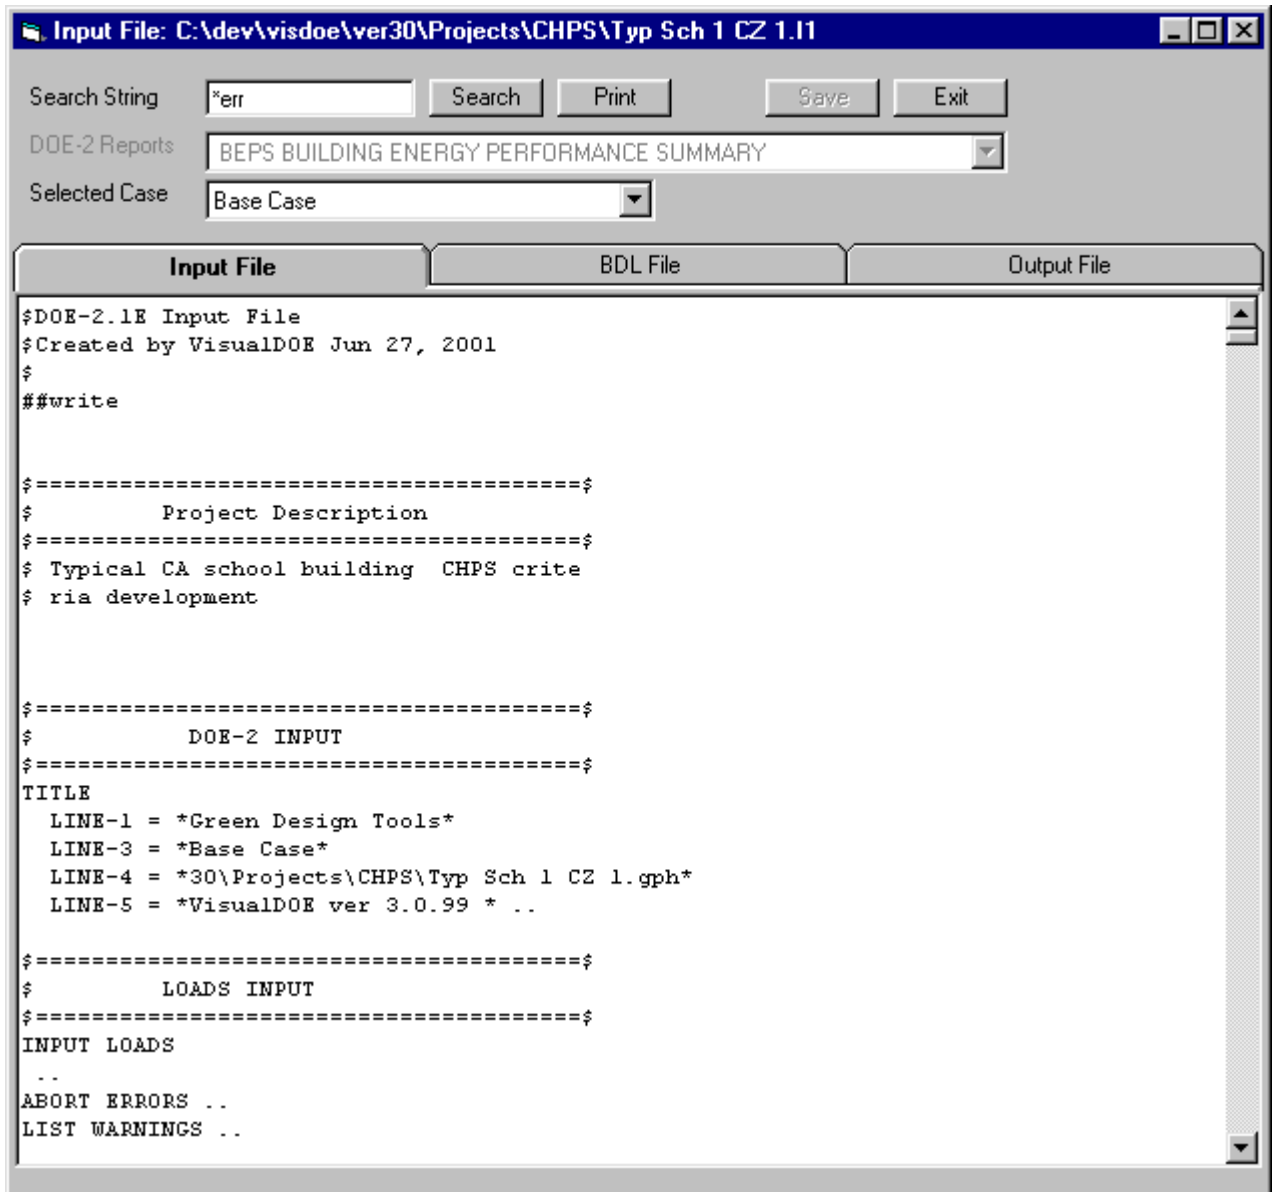 Input File: C:\dev\visdoe\ver30\Projects\CHPS\Typ Sch 1 CZ 1.I1
Search String *err Search Print Save Exit
DOE-2 Reports BEPS BUILDING ENERGY PERFORMANCE SUMMARY
Selected Case Base Case
Input File BDL File Output File
$DOE-2.1E Input File
$Created by VisualDOE Jun 27, 2001
$
##write
$=======================================$
$         Project Description
$=======================================$
$ Typical CA school building  CHPS crite
$ ria development
$=======================================$
$           DOE-2 INPUT
$=======================================$
TITLE
  LINE-1 = *Green Design Tools*
  LINE-3 = *Base Case*
  LINE-4 = *30\Projects\CHPS\Typ Sch 1 CZ 1.gph*
  LINE-5 = *VisualDOE ver 3.0.99 * ..
$=======================================$
$         LOADS INPUT
$=======================================$
INPUT LOADS
 ..
ABORT ERRORS ..
LIST WARNINGS ..